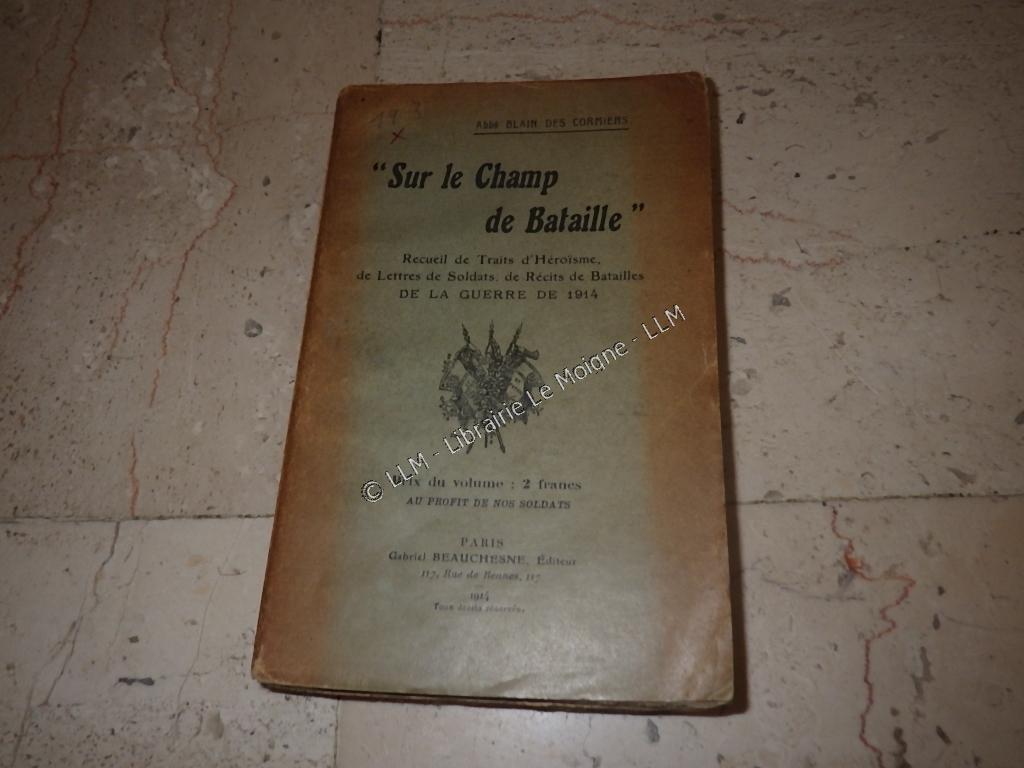 Abbé BLAIN DES CORMIERS
"Sur le Champ
de Bataille"
Recueil de Traits d'Héroïsme,
de Lettres de Soldats, de Récits de Batailles
DE LA GUERRE DE 1914
© LLM - Librairie Le Moigne - LLM
Prix du volume : 2 francs
AU PROFIT DE NOS SOLDATS
PARIS
Gabriel BEAUCHESNE, Éditeur
117, Rue de Rennes, 117
1914
Tous droits réservés.